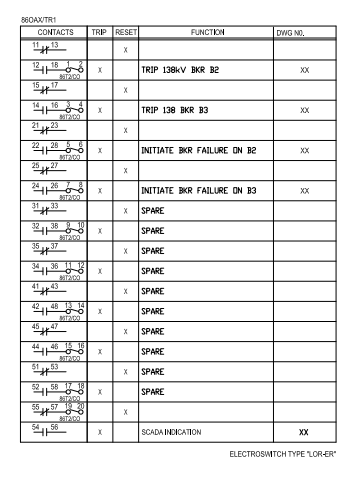 860AX/TR1
CONTACTS TRIP RESET FUNCTION DWG NO.
11 13 X
12 18 1 2 X TRIP 138kV BKR B2 XX
86T2/CO
15 17 X
14 16 3 4 X TRIP 138 BKR B3 XX
86T2/CO
21 23 X
22 28 5 6 X INITIATE BKR FAILURE ON B2 XX
86T2/CO
25 27 X
24 26 7 8 X INITIATE BKR FAILURE ON B3 XX
86T2/CO
31 33 X SPARE
32 38 9 10 X SPARE
86T2/CO
35 37 X SPARE
34 36 11 12 X SPARE
86T2/CO
41 43 X SPARE
42 48 13 14 X SPARE
86T2/CO
45 47 X SPARE
44 46 15 16 X SPARE
86T2/CO
51 53 X SPARE
52 58 17 18 X SPARE
86T2/CO
55 57 19 20 X
86T2/CO
54 56 X SCADA INDICATION XX
ELECTROSWITCH TYPE "LOR-ER"